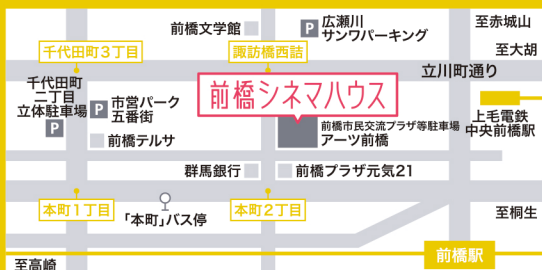 前橋文学館
P
広瀬川
サンワパーキング
至赤城山
至大胡
千代田町3丁目
諏訪橋西詰
立川町通り
千代田町
二丁目
立体駐車場
P
P
市営パーク
五番街
前橋テルサ
前橋シネマハウス
前橋市民交流プラザ等駐車場
アーツ前橋
上毛電鉄
中央前橋駅
群馬銀行
前橋プラザ元気21
本町1丁目
「本町」バス停
本町2丁目
至桐生
前橋駅
至高崎